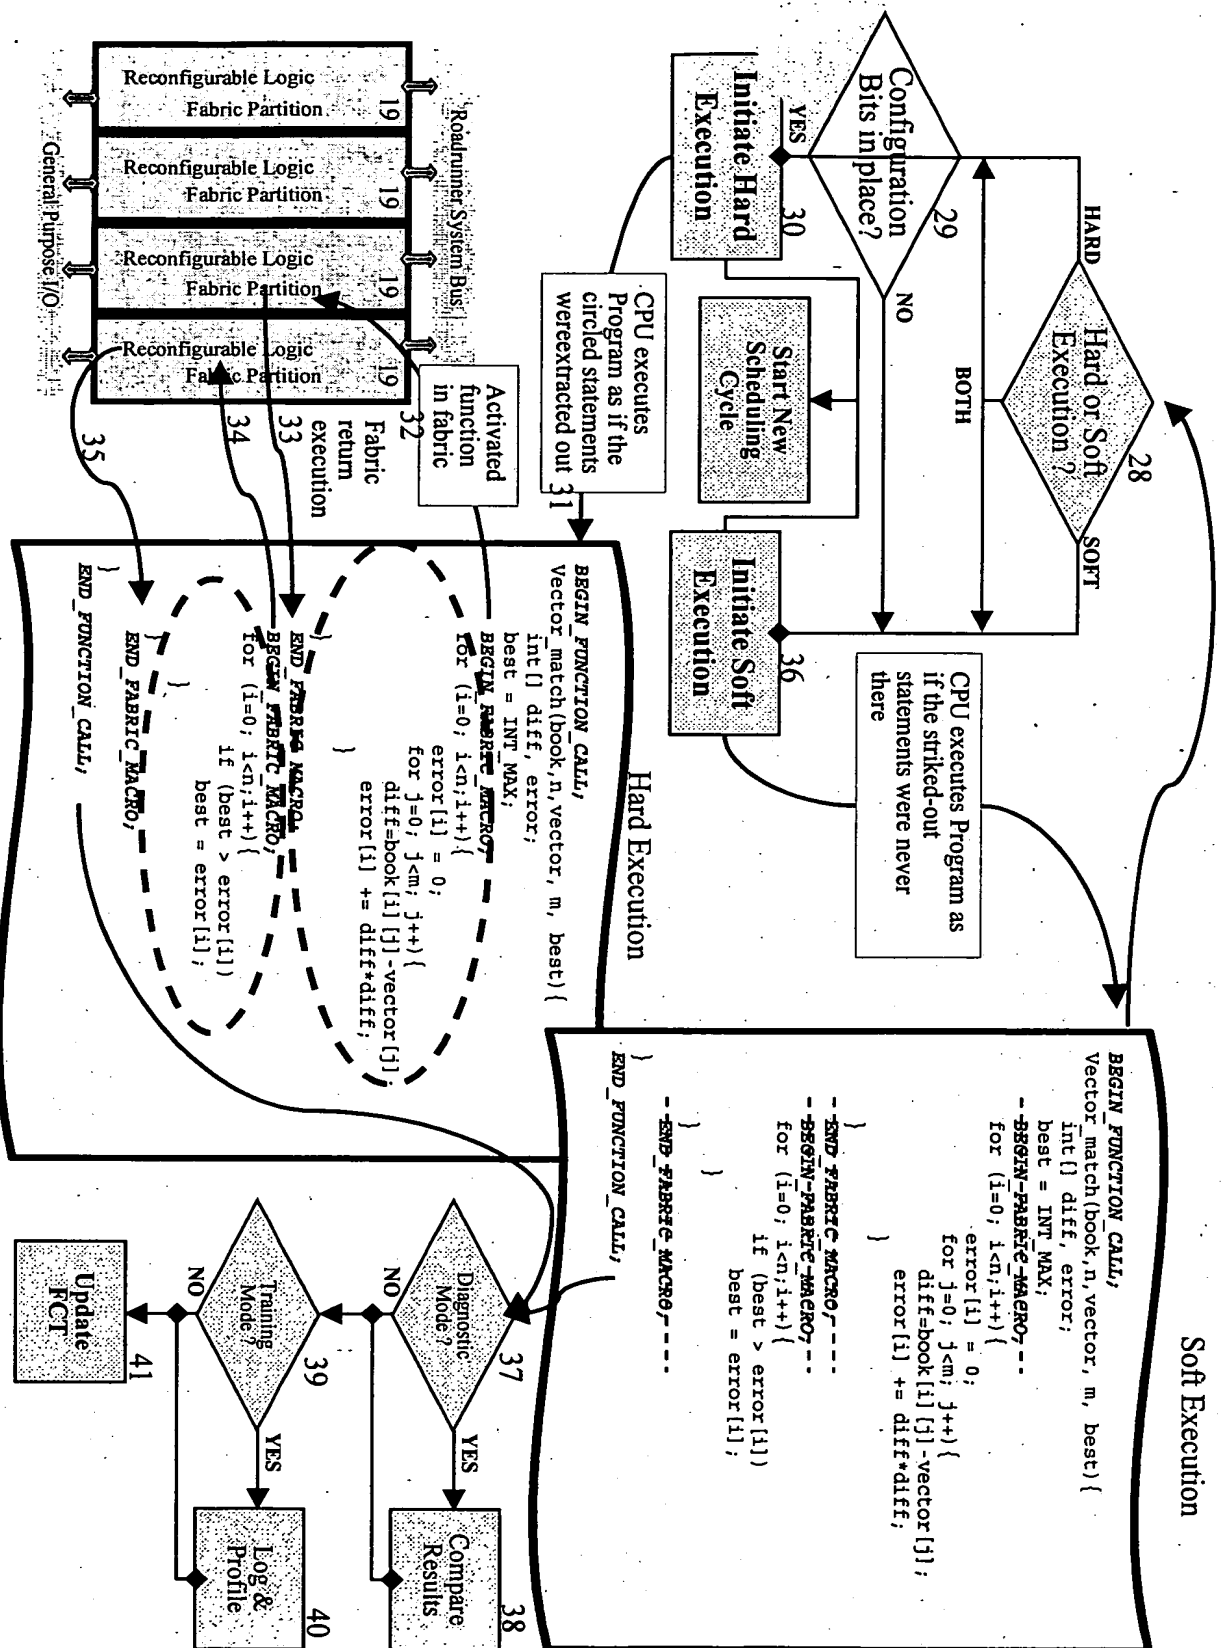 Hard or Soft
Execution ?
28
HARD
SOFT
BOTH
Configuration
Bits in place?
29
YES
NO
Initiate Hard
Execution
30
Start New
Scheduling
Cycle
Initiate Soft
Execution
36
CPU executes
Program as if the
circled statements
wereextracted out
31
CPU executes Program as
if the striked-out
statements were never
there
Roadrunner System Bus
Reconfigurable Logic
Fabric Partition
19
Reconfigurable Logic
Fabric Partition
19
Reconfigurable Logic
Fabric Partition
19
Reconfigurable Logic
Fabric Partition
19
General Purpose I/O
Activated
function
in fabric
32
Fabric
return
execution
33
34
35
Hard Execution
BEGIN_FUNCTION_CALL;
Vector_match(book,n,vector, m, best){
int[] diff, error;
best = INT_MAX;
BEGIN_FABRIC_MACRO;
for (i=0; i<n;i++){
error[i] = 0;
for j=0; j<m; j++){
diff=book[i][j]-vector[j];
error[i] += diff*diff;
}
}
END_FABRIC_MACRO;
BEGIN_FABRIC_MACRO;
for (i=0; i<n;i++){
if (best > error[i])
best = error[i];
}
}
END_FABRIC_MACRO;
}
END_FUNCTION_CALL;
Soft Execution
BEGIN_FUNCTION_CALL;
Vector_match(book,n,vector, m, best){
int[] diff, error;
best = INT_MAX;
BEGIN_FABRIC_MACRO;
for (i=0; i<n;i++){
error[i] = 0;
for j=0; j<m; j++){
diff=book[i][j]-vector[j];
error[i] += diff*diff;
}
}
END_FABRIC_MACRO;
BEGIN_FABRIC_MACRO;
for (i=0; i<n;i++){
if (best > error[i])
best = error[i];
}
}
END_FABRIC_MACRO;
}
END_FUNCTION_CALL;
Diagnostic
Mode ?
37
YES
NO
Compare
Results
38
Training
Mode ?
39
YES
NO
Log &
Profile
40
Update
FCT
41